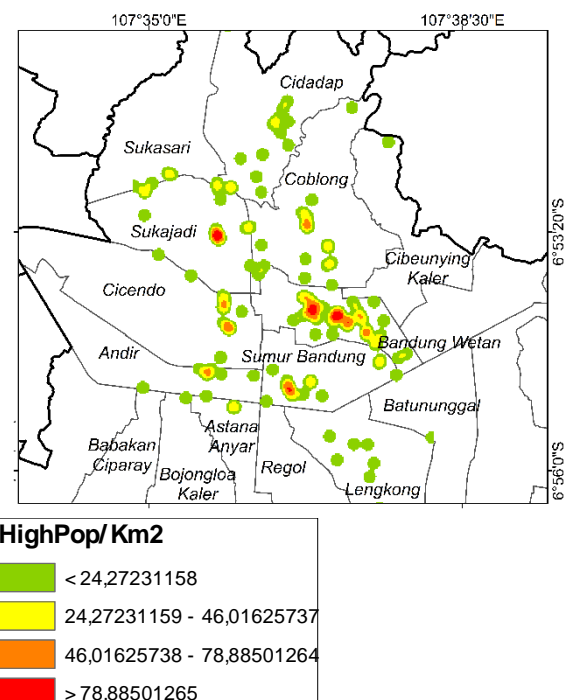 107°35'0"E
107°38'30"E
Cidadap
Sukasari
Coblong
6°53'20"S
Sukajadi
Cibeunying
Kaler
Cicendo
Andir
Sumur Bandung
Bandung Wetan
Batununggal
Astana
Anyar
Babakan
Ciparay
Bojongloa
Kaler
Regol
Lengkong
6°56'0"S
HighPop/Km2
< 24,27231158
24,27231159 - 46,01625737
46,01625738 - 78,88501264
> 78,88501265